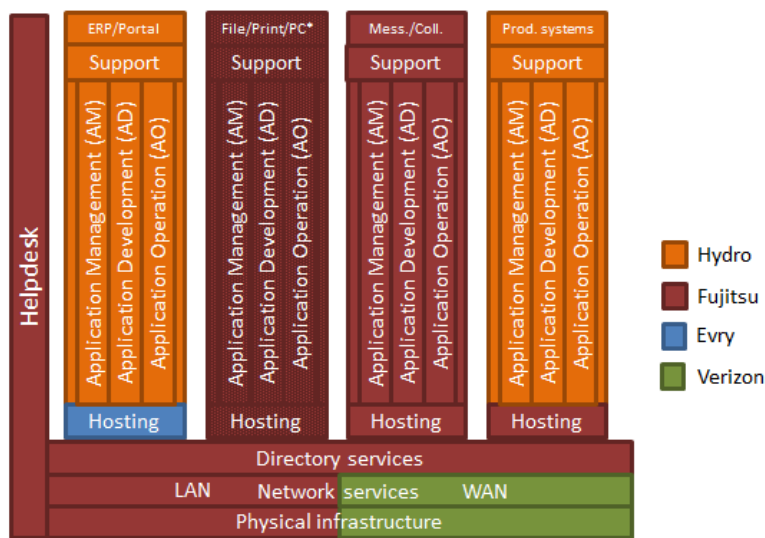 ERP/Portal
File/Print/PC*
Mess./Coll.
Prod. systems
Support
Support
Support
Support
Application Management (AM)
Application Development (AD)
Application Operation (AO)
Application Management (AM)
Application Development (AD)
Application Operation (AO)
Application Management (AM)
Application Development (AD)
Application Operation (AO)
Application Management (AM)
Application Development (AD)
Application Operation (AO)
Helpdesk
Hydro
Fujitsu
Evry
Verizon
Hosting
Hosting
Hosting
Hosting
Directory services
LAN Network services WAN
Physical infrastructure